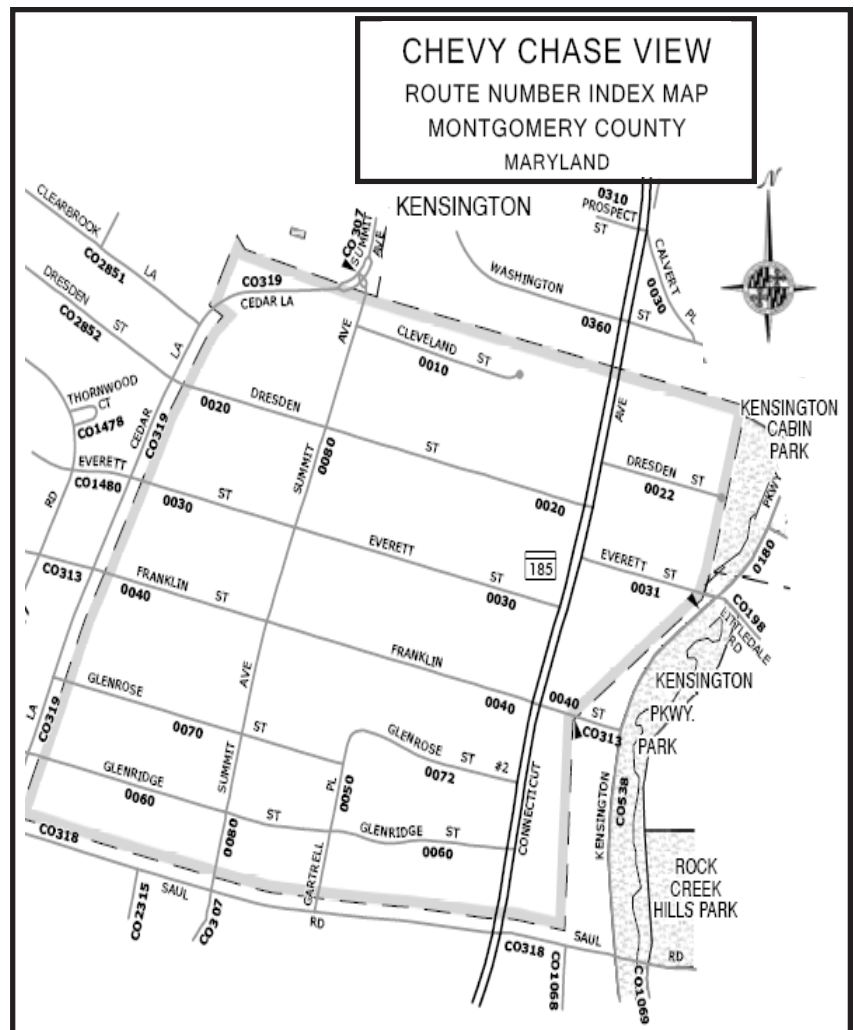 CHEVY CHASE VIEW
ROUTE NUMBER INDEX MAP
MONTGOMERY COUNTY
MARYLAND
N
KENSINGTON
0310
PROSPECT
ST
CALVERT
PL
0030
WASHINGTON
ST
0360
CO 307
SUMMIT
AVE
CLEARBROOK
LA
CO2851
DRESDEN
ST
CO2852
CO319
CEDAR LA
LA
CLEVELAND
ST
0010
AVE
THORNWOOD
CT
CO1478
CEDAR
CO319
0020
DRESDEN
ST
0020
SUMMIT
0080
AVE
KENSINGTON
CABIN
PARK
DRESDEN
ST
0022
PKWY
0180
EVERETT
CO1480
RD
0030
ST
EVERETT
ST
0030
185
EVERETT
ST
0031
CO198
LITTLEDALE
RD
CO313
FRANKLIN
ST
0040
FRANKLIN
0040
0040
ST
CO313
AVE
KENSINGTON
PKWY.
PARK
GLENROSE
ST
0070
LA
CO319
GLENROSE
ST
#2
0072
PL
0050
GLENRIDGE
ST
0060
SUMMIT
0080
GLENRIDGE
ST
0060
CONNECTICUT
KENSINGTON
CO538
GARTRELL
ROCK
CREEK
HILLS PARK
CO318
SAUL
RD
CO2315
CO307
CO318
SAUL
RD
CO1068
CO1069